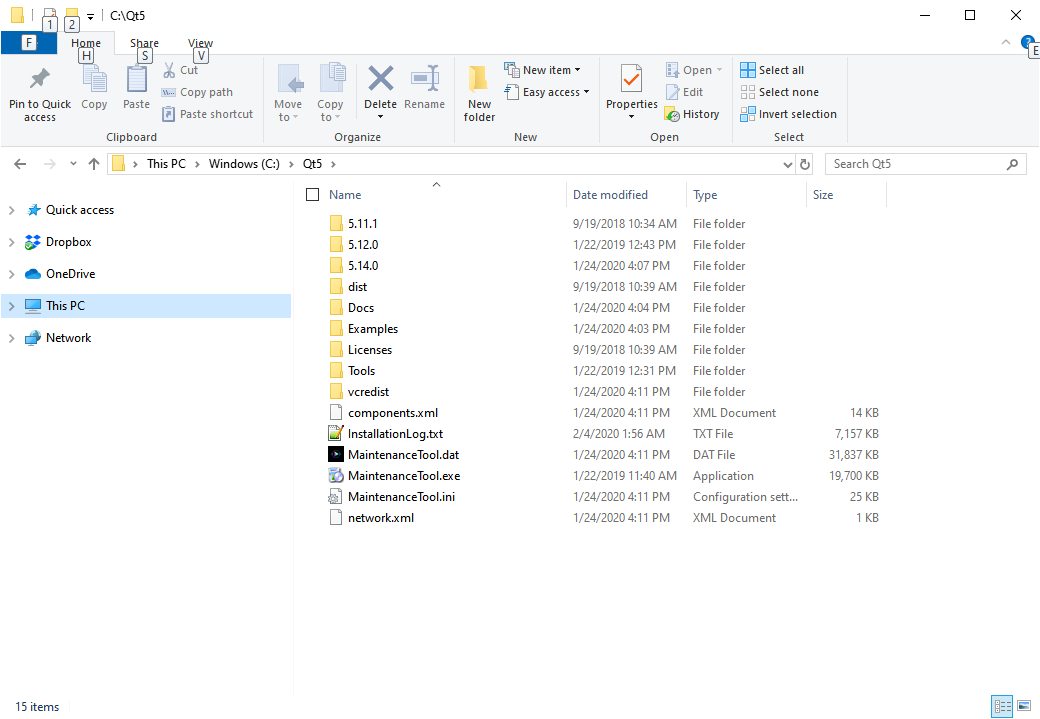 1 2 C:\Qt5
F Home Share View
H S V E
Pin to Quick access
Copy
Paste
Cut
Copy path
Paste shortcut
Move to
Copy to
Delete
Rename
New folder
New item
Easy access
Properties
Open
Edit
History
Select all
Select none
Invert selection
Clipboard Organize New Open Select
This PC Windows (C:) Qt5 Search Qt5
Quick access
Dropbox
OneDrive
This PC
Network
Name Date modified Type Size
5.11.1 9/19/2018 10:34 AM File folder
5.12.0 1/22/2019 12:43 PM File folder
5.14.0 1/24/2020 4:07 PM File folder
dist 9/19/2018 10:39 AM File folder
Docs 1/24/2020 4:04 PM File folder
Examples 1/24/2020 4:03 PM File folder
Licenses 9/19/2018 10:39 AM File folder
Tools 1/22/2019 12:31 PM File folder
vcredist 1/24/2020 4:11 PM File folder
components.xml 1/24/2020 4:11 PM XML Document 14 KB
InstallationLog.txt 2/4/2020 1:56 AM TXT File 7,157 KB
MaintenanceTool.dat 1/24/2020 4:11 PM DAT File 31,837 KB
MaintenanceTool.exe 1/22/2019 11:40 AM Application 19,700 KB
MaintenanceTool.ini 1/24/2020 4:11 PM Configuration sett... 25 KB
network.xml 1/24/2020 4:11 PM XML Document 1 KB
15 items